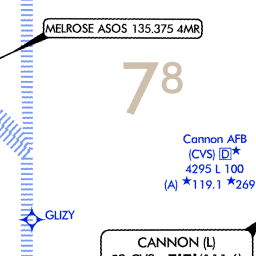 MELROSE ASOS 135.375 4MR
7⁸
Cannon AFB
(CVS) D★
4295 L 100
(A) ★119.1 ★269
GLIZY
CANNON (L)